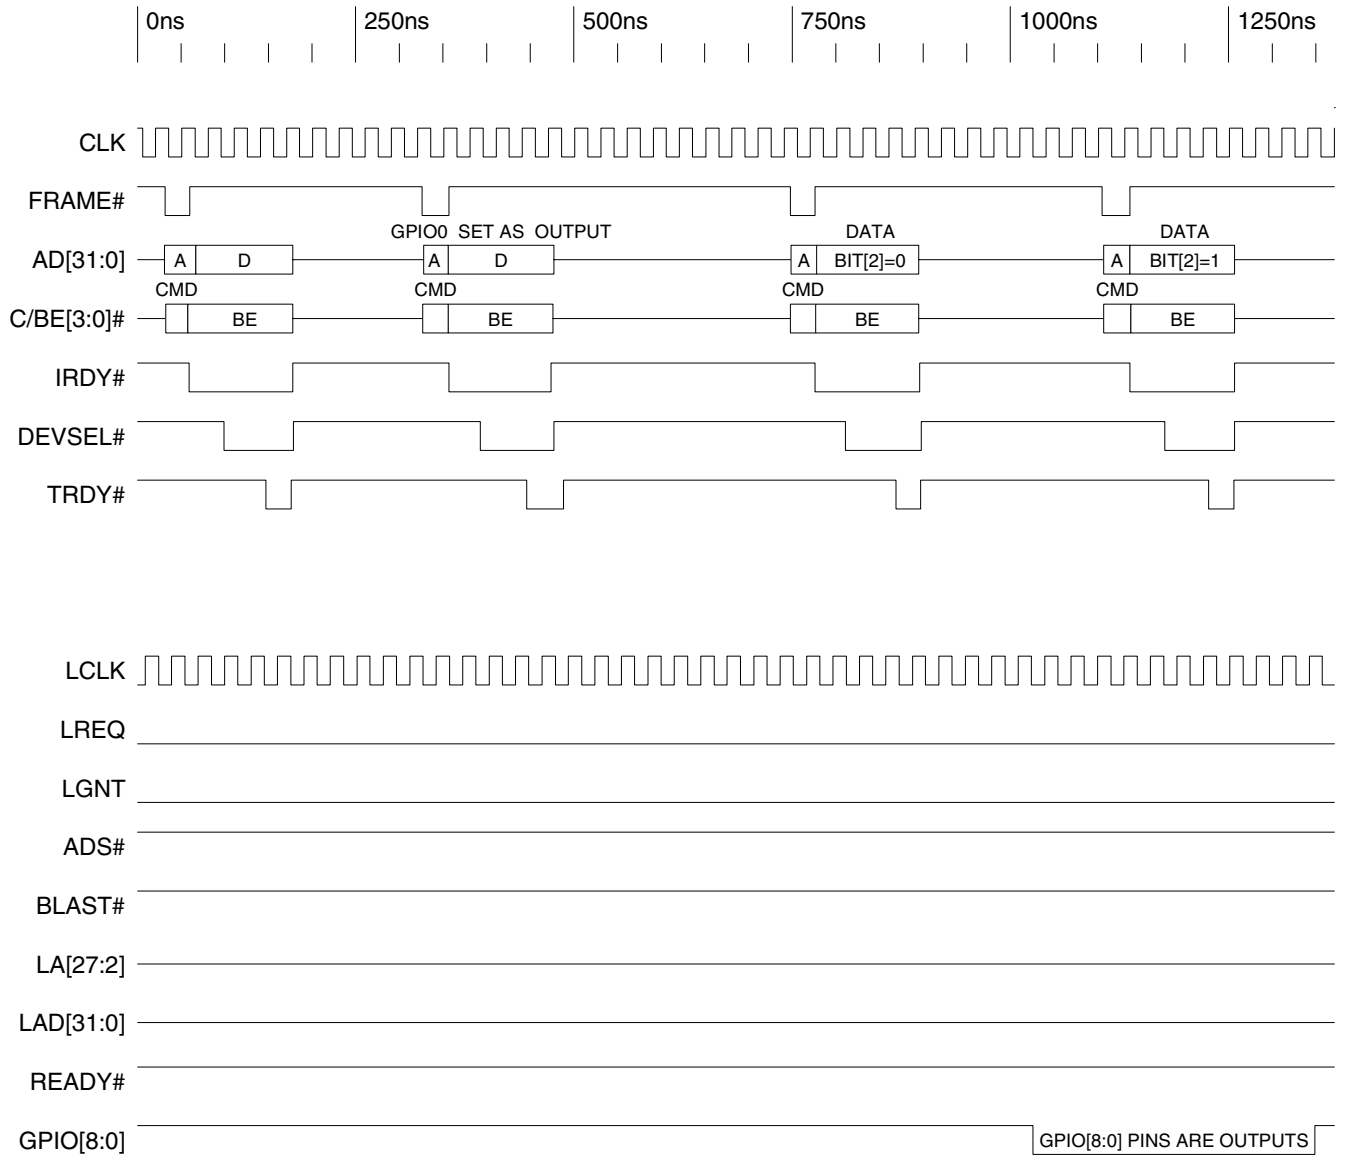 0ns 250ns 500ns 750ns 1000ns 1250ns
CLK
FRAME#
GPIO0 SET AS OUTPUT DATA DATA
AD[31:0] A D A D A BIT[2]=0 A BIT[2]=1
CMD CMD CMD CMD
C/BE[3:0]# BE BE BE BE
IRDY#
DEVSEL#
TRDY#
LCLK
LREQ
LGNT
ADS#
BLAST#
LA[27:2]
LAD[31:0]
READY#
GPIO[8:0] GPIO[8:0] PINS ARE OUTPUTS